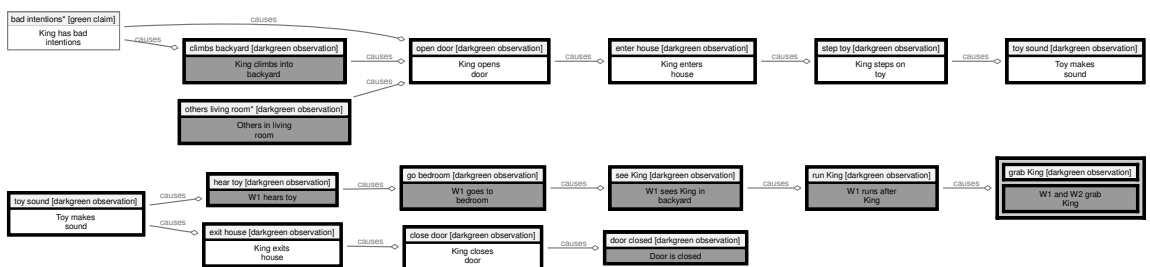 bad intentions* [green claim]
King has bad
intentions
causes
causes
climbs backyard [darkgreen observation]
King climbs into
backyard
causes
others living room* [darkgreen observation]
Others in living
room
causes
open door [darkgreen observation]
King opens
door
causes
enter house [darkgreen observation]
King enters
house
causes
step toy [darkgreen observation]
King steps on
toy
causes
toy sound [darkgreen observation]
Toy makes
sound
toy sound [darkgreen observation]
Toy makes
sound
causes
causes
hear toy [darkgreen observation]
W1 hears toy
causes
go bedroom [darkgreen observation]
W1 goes to
bedroom
causes
see King [darkgreen observation]
W1 sees King in
backyard
causes
run King [darkgreen observation]
W1 runs after
King
causes
grab King [darkgreen observation]
W1 and W2 grab
King
exit house [darkgreen observation]
King exits
house
causes
close door [darkgreen observation]
King closes
door
causes
door closed [darkgreen observation]
Door is closed